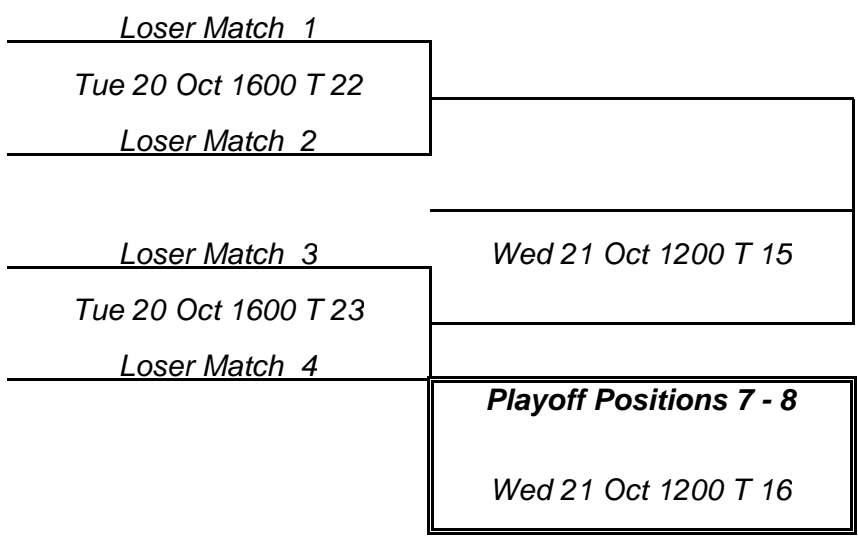 Loser Match 1
Tue 20 Oct 1600 T 22
Loser Match 2
Loser Match 3
Wed 21 Oct 1200 T 15
Tue 20 Oct 1600 T 23
Loser Match 4
Playoff Positions 7 - 8
Wed 21 Oct 1200 T 16